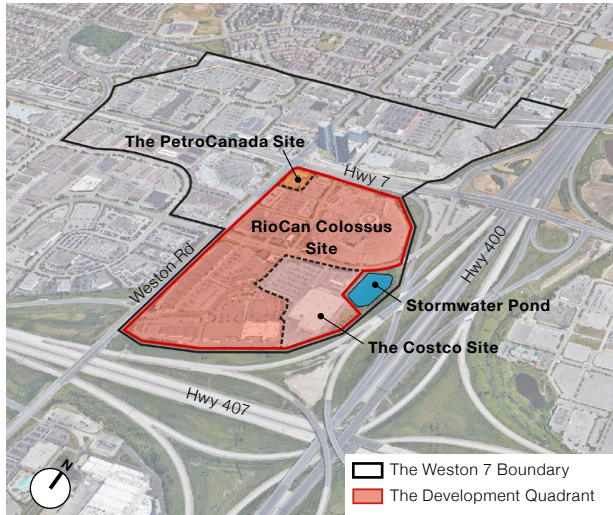 The PetroCanada Site
Hwy 7
RioCan Colossus
Site
Weston Rd
Hwy 400
Stormwater Pond
The Costco Site
Hwy 407
N
The Weston 7 Boundary
The Development Quadrant